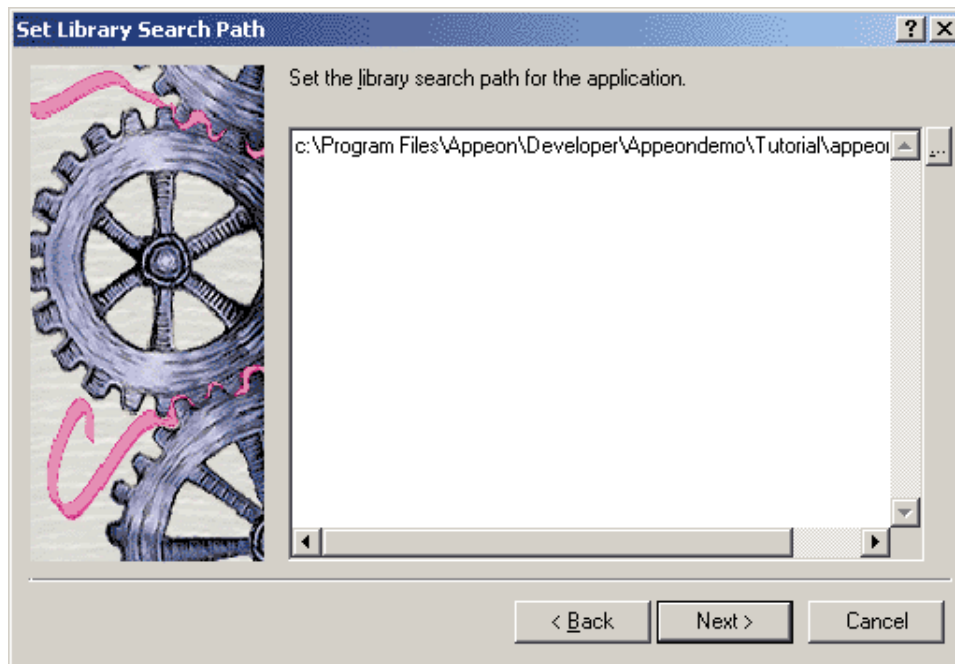 Set Library Search Path
Set the library search path for the application.
c:\Program Files\Appeon\Developer\Appeondemo\Tutorial\appeon
...
< Back
Next >
Cancel